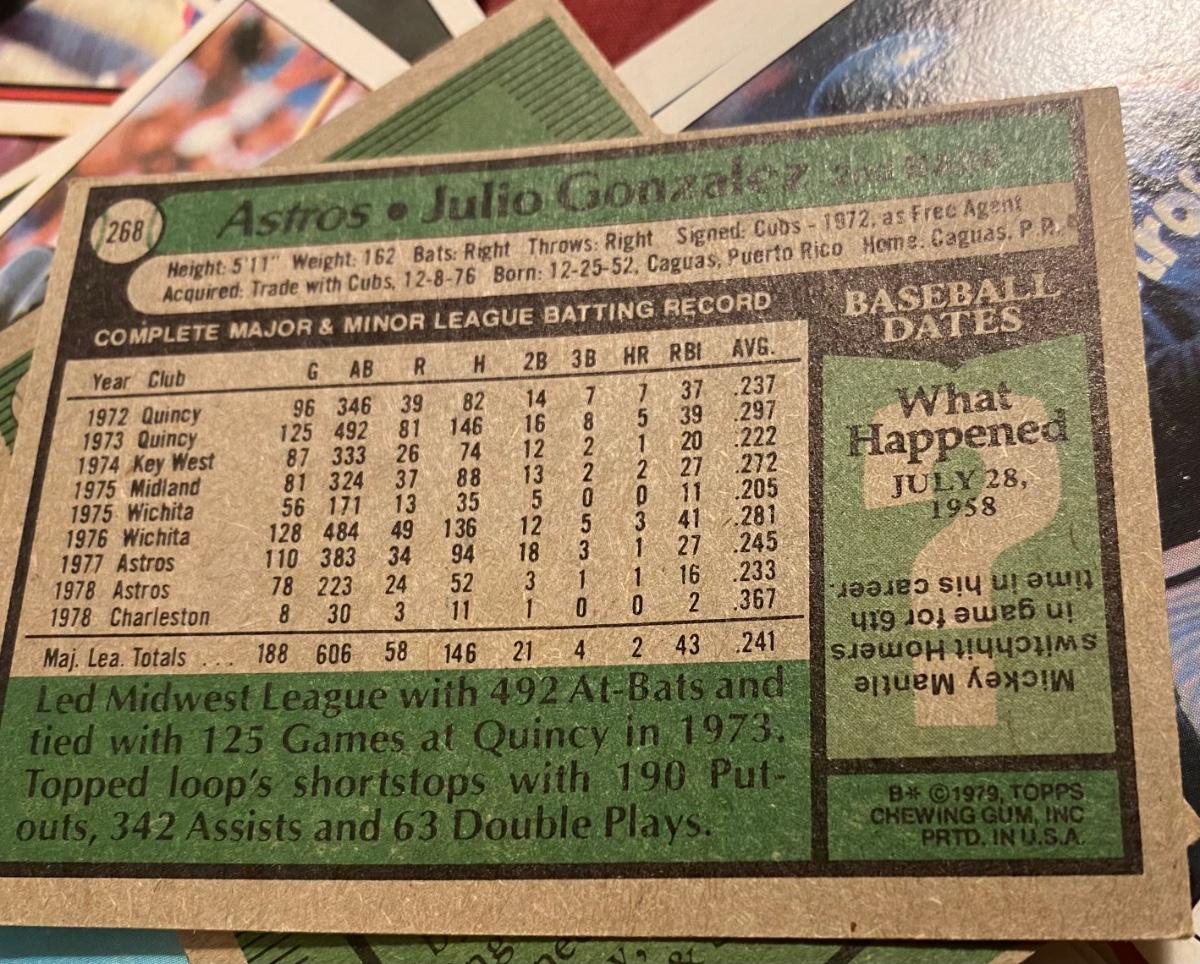 268
Astros • Julio Gonzalez 2nd BASE
Height: 5'11" Weight: 162 Bats: Right Throws: Right Signed: Cubs - 1972, as Free Agent
Acquired: Trade with Cubs, 12-8-76 Born: 12-25-52, Caguas, Puerto Rico Home: Caguas, P.R.
COMPLETE MAJOR & MINOR LEAGUE BATTING RECORD
Year Club G AB R H 2B 3B HR RBI AVG.
1972 Quincy 96 346 39 82 14 7 7 37 .237
1973 Quincy 125 492 81 146 16 8 5 39 .297
1974 Key West 87 333 26 74 12 2 1 20 .222
1975 Midland 81 324 37 88 13 2 2 27 .272
1975 Wichita 56 171 13 35 5 0 0 11 .205
1976 Wichita 128 484 49 136 12 5 3 41 .281
1977 Astros 110 383 34 94 18 3 1 27 .245
1978 Astros 78 223 24 52 3 1 1 16 .233
1978 Charleston 8 30 3 11 1 0 0 2 .367
Maj. Lea. Totals ... 188 606 58 146 21 4 2 43 .241
Led Midwest League with 492 At-Bats and
tied with 125 Games at Quincy in 1973.
Topped loop's shortstops with 190 Put-
outs, 342 Assists and 63 Double Plays.
BASEBALL
DATES
What
Happened
JULY 28,
1958
Mickey Mantle
switchhit Homers
in game for 6th
time in his career.
B* ©1979, TOPPS
CHEWING GUM, INC
PRTD. IN U.S.A.